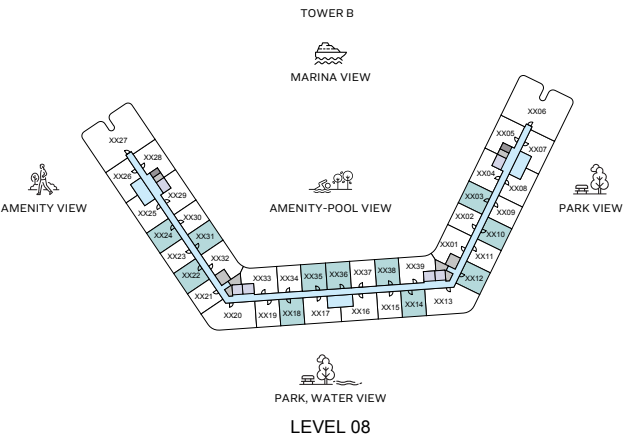 TOWER B
MARINA VIEW
XX06
XX27
XX05
XX07
XX28
XX26
XX04
XX08
XX29
XX03
AMENITY VIEW
AMENITY-POOL VIEW
PARK VIEW
XX25
XX30
XX02
XX09
XX24
XX31
XX10
XX23
XX32
XX01
XX11
XX22
XX33
XX34
XX35
XX36
XX37
XX38
XX39
XX12
XX21
XX20
XX19
XX18
XX17
XX16
XX15
XX14
XX13
PARK, WATER VIEW
LEVEL 08